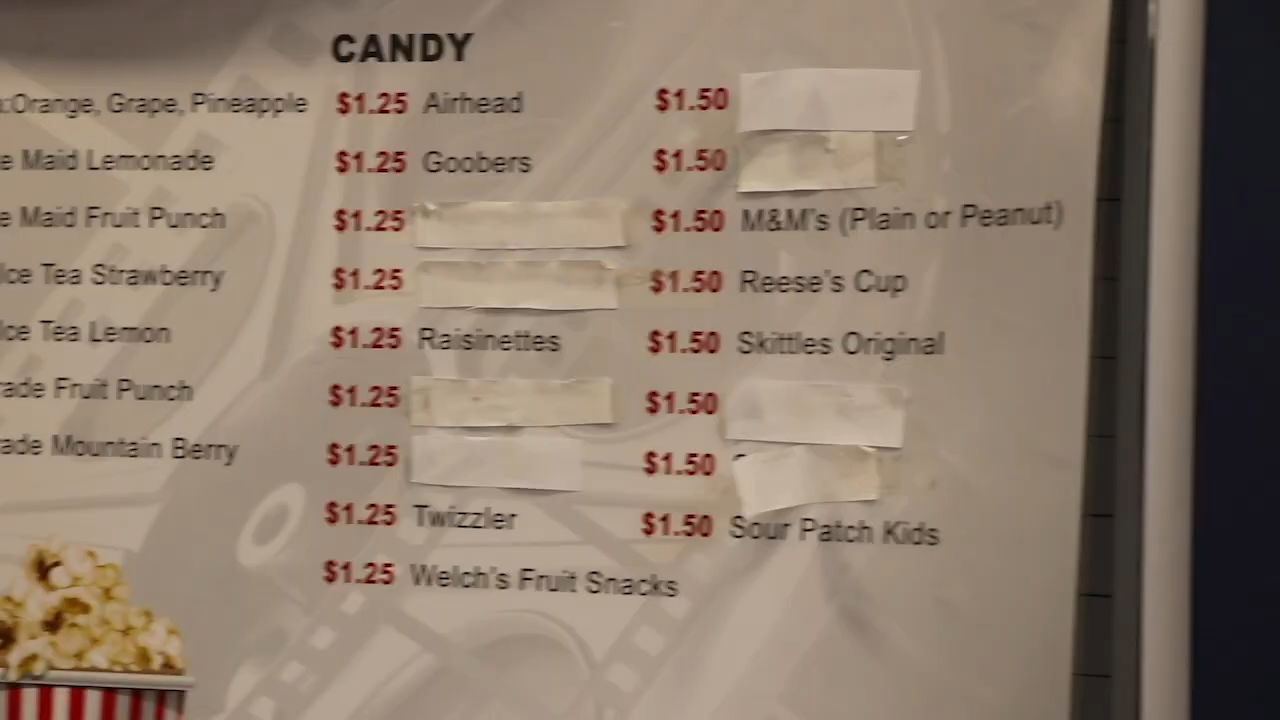 CANDY
:Orange, Grape, Pineapple $1.25 Airhead $1.50
e Maid Lemonade $1.25 Goobers $1.50
e Maid Fruit Punch $1.25 $1.50 M&M's (Plain or Peanut)
Ice Tea Strawberry $1.25 $1.50 Reese's Cup
Ice Tea Lemon $1.25 Raisinettes $1.50 Skittles Original
rade Fruit Punch $1.25 $1.50
ade Mountain Berry $1.25 $1.50
$1.25 Twizzler $1.50 Sour Patch Kids
$1.25 Welch's Fruit Snacks